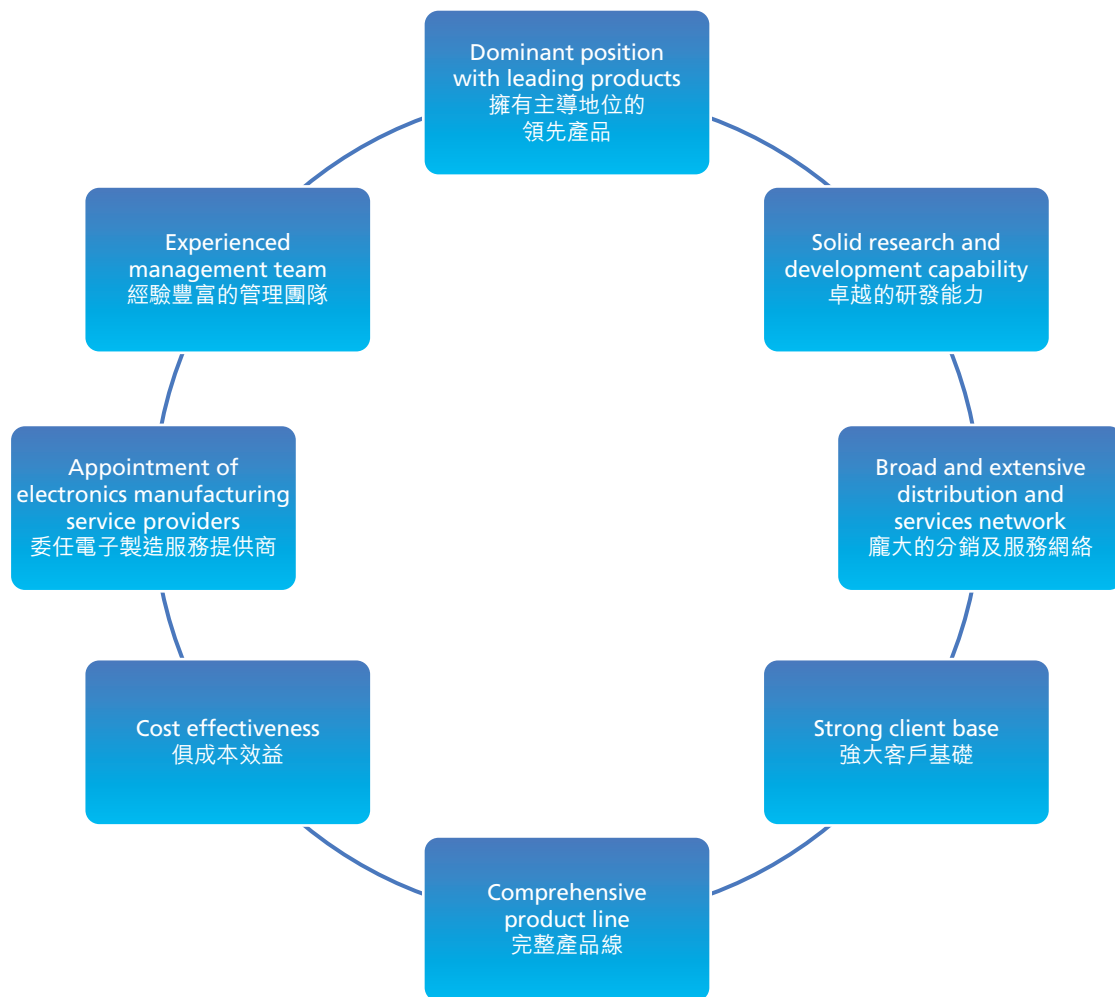 Dominant position
with leading products
擁有主導地位的
領先產品
Solid research and
development capability
卓越的研發能力
Broad and extensive
distribution and
services network
龐大的分銷及服務網絡
Strong client base
強大客戶基礎
Comprehensive
product line
完整產品線
Cost effectiveness
俱成本效益
Appointment of
electronics manufacturing
service providers
委任電子製造服務提供商
Experienced
management team
經驗豐富的管理團隊